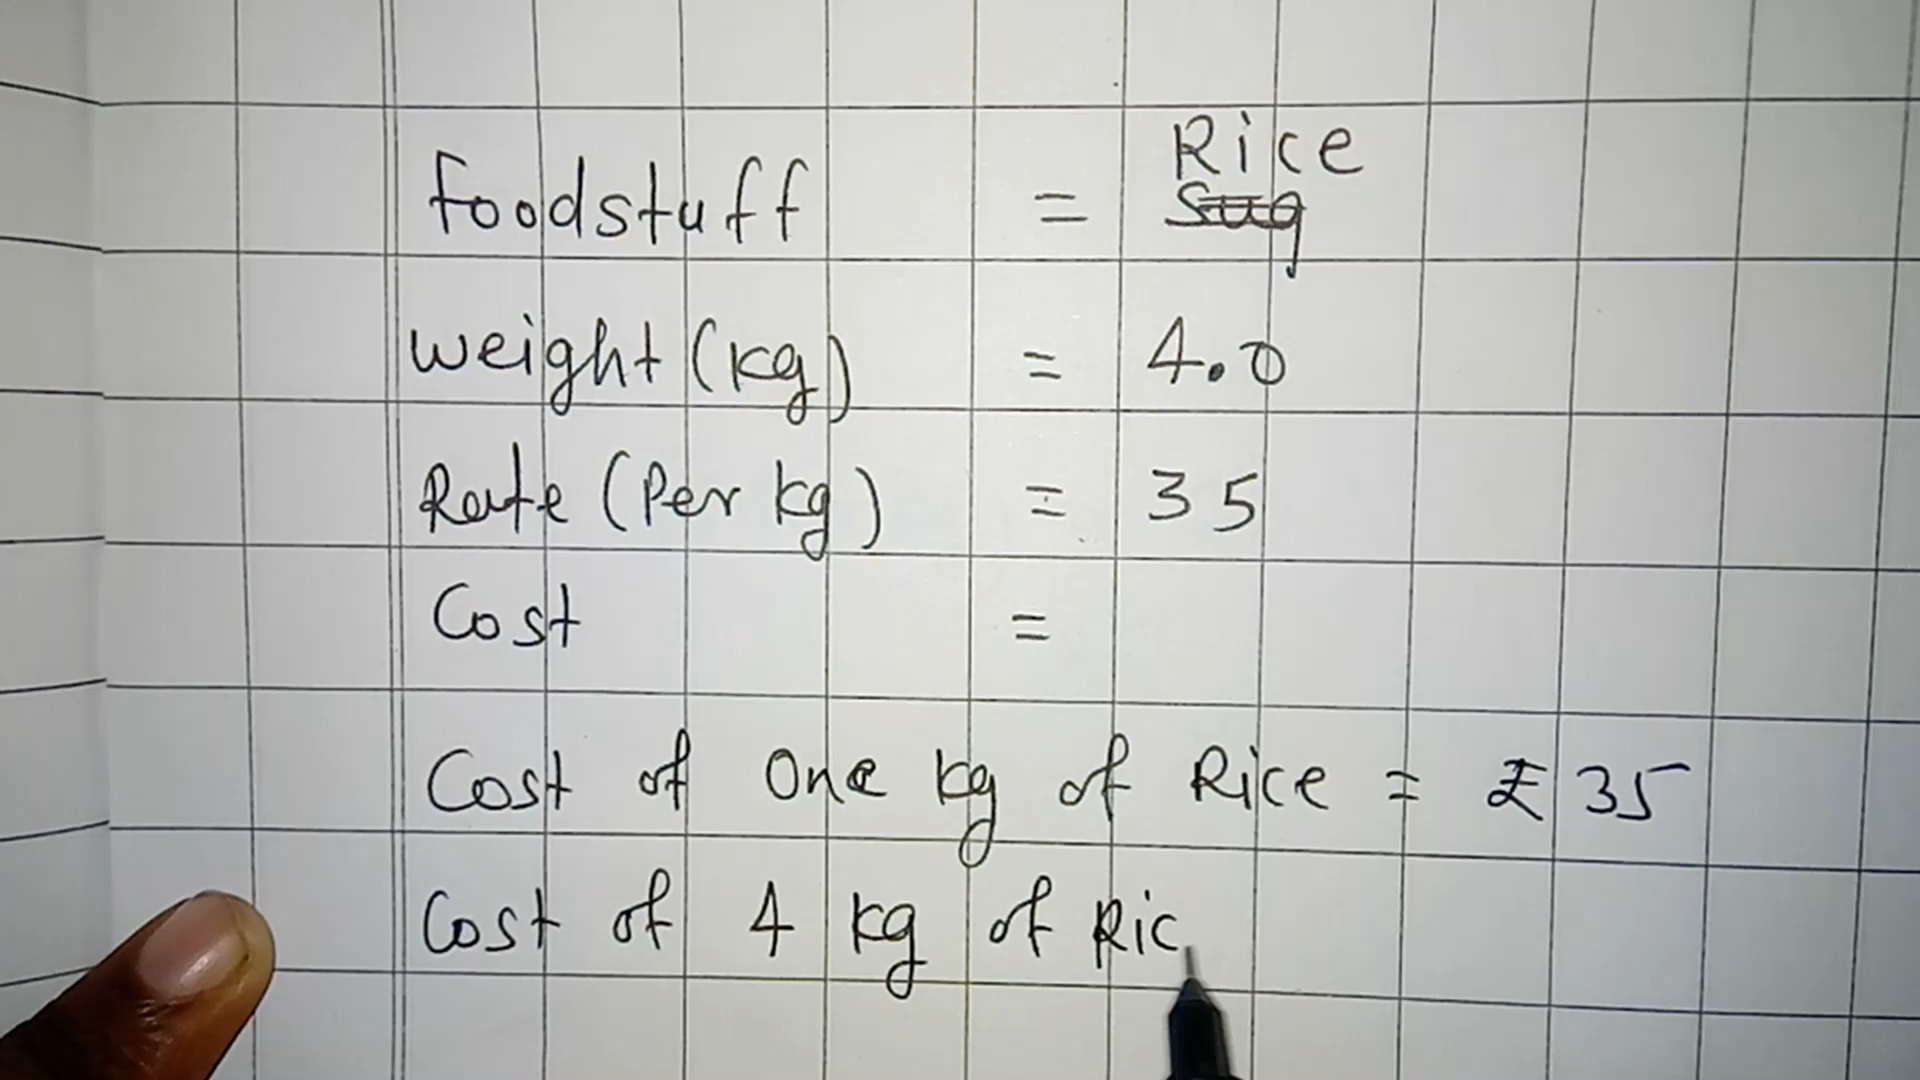 Rice
foodstuff = Sug
weight (kg) = 4.0
Rate (Per kg) = 35
Cost =
Cost of One kg of Rice = ₹ 35
Cost of 4 kg of Ric